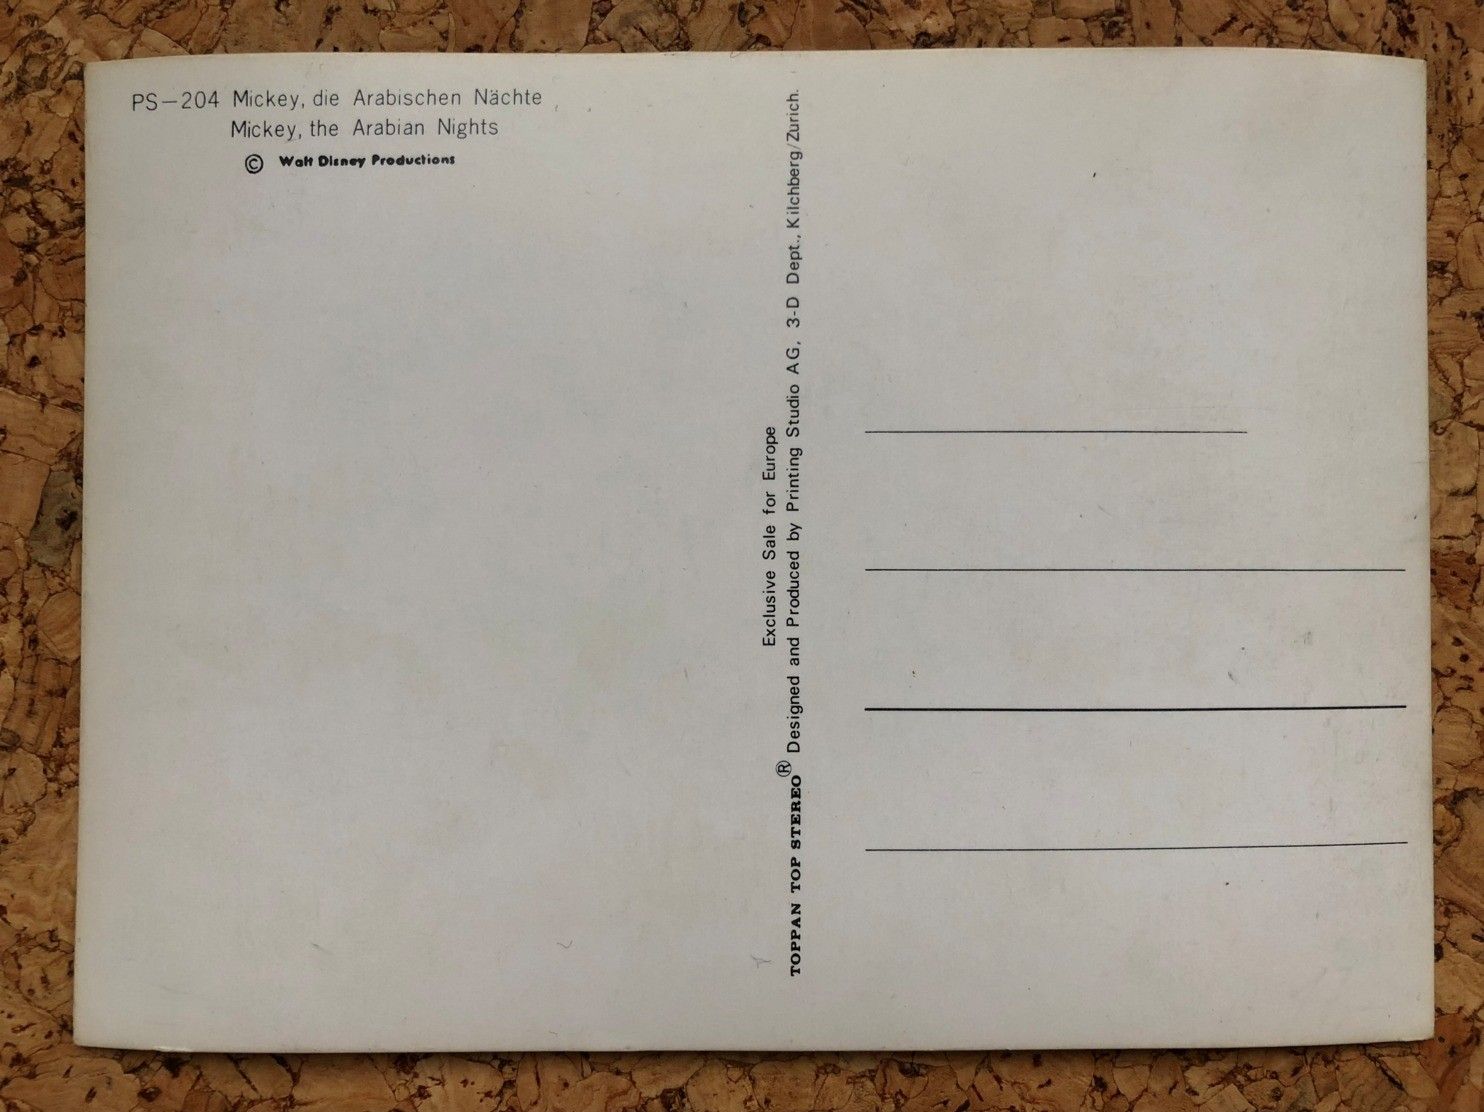 PS—204 Mickey, die Arabischen Nächte
Mickey, the Arabian Nights
© Walt Disney Productions
Exclusive Sale for Europe
TOPPAN TOP STEREO® Designed and Produced by Printing Studio AG, 3-D Dept., Kilchberg/Zurich.